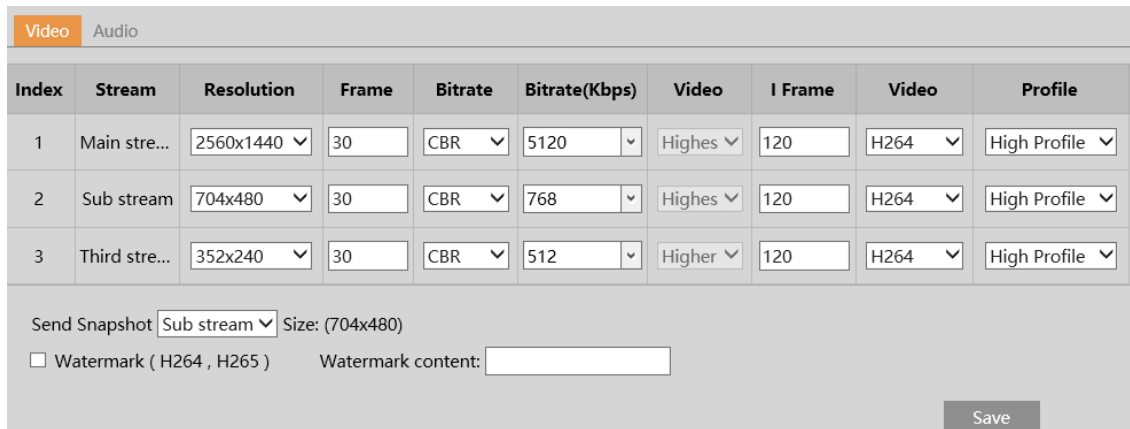 Video Audio
Index Stream Resolution Frame Bitrate Bitrate(Kbps) Video I Frame Video Profile
1 Main stre... 2560x1440 30 CBR 5120 Highes 120 H264 High Profile
2 Sub stream 704x480 30 CBR 768 Highes 120 H264 High Profile
3 Third stre... 352x240 30 CBR 512 Higher 120 H264 High Profile
Send Snapshot Sub stream Size: (704x480)
Watermark ( H264 , H265 ) Watermark content:
Save